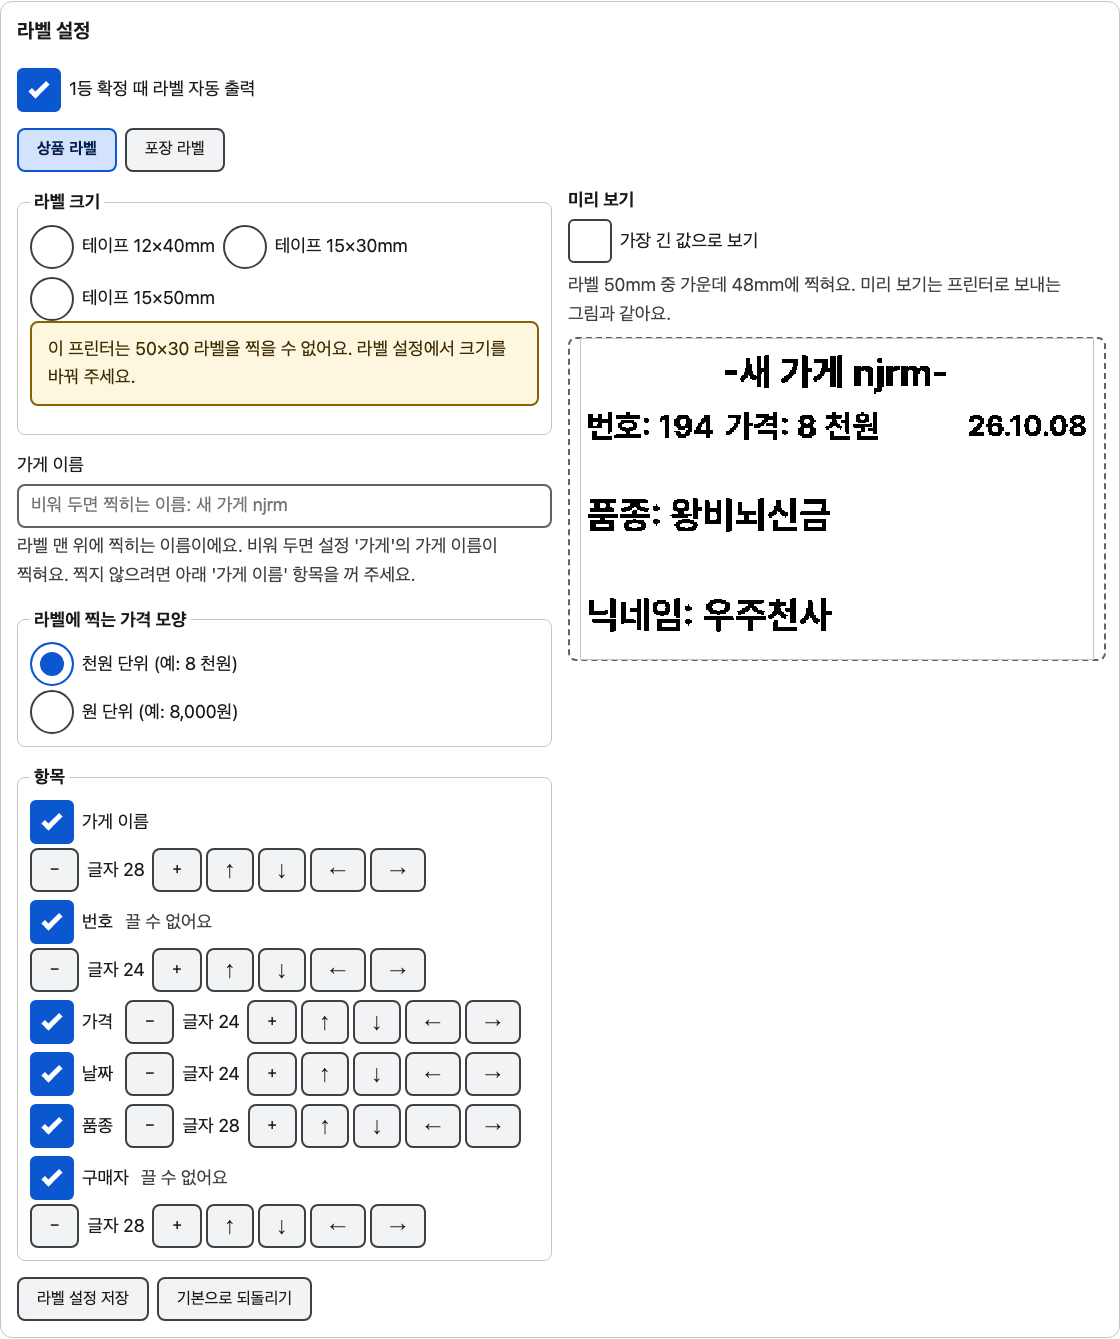 라벨 설정
1등 확정 때 라벨 자동 출력
상품 라벨
포장 라벨
라벨 크기
테이프 12×40mm
테이프 15×30mm
테이프 15×50mm
이 프린터는 50×30 라벨을 찍을 수 없어요. 라벨 설정에서 크기를
바꿔 주세요.
가게 이름
비워 두면 찍히는 이름: 새 가게 njrm
라벨 맨 위에 찍히는 이름이에요. 비워 두면 설정 '가게'의 가게 이름이
찍혀요. 찍지 않으려면 아래 '가게 이름' 항목을 꺼 주세요.
라벨에 찍는 가격 모양
천원 단위 (예: 8 천원)
원 단위 (예: 8,000원)
항목
가게 이름
− 글자 28 + ↑ ↓ ← →
번호 끌 수 없어요
− 글자 24 + ↑ ↓ ← →
가격 − 글자 24 + ↑ ↓ ← →
날짜 − 글자 24 + ↑ ↓ ← →
품종 − 글자 28 + ↑ ↓ ← →
구매자 끌 수 없어요
− 글자 28 + ↑ ↓ ← →
라벨 설정 저장
기본으로 되돌리기
미리 보기
가장 긴 값으로 보기
라벨 50mm 중 가운데 48mm에 찍혀요. 미리 보기는 프린터로 보내는
그림과 같아요.
-새 가게 njrm-
번호: 194 가격: 8 천원 26.10.08
품종: 왕비뇌신금
닉네임: 우주천사